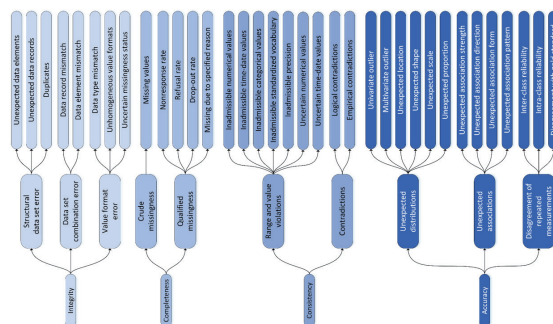 Unexpected data elements
Unexpected data records
Duplicates
Data record mismatch
Data element mismatch
Data type mismatch
Unhomogeneous value formats
Uncertain missingness status
Missing values
Nonresponse rate
Refusal rate
Drop-out rate
Missing due to specified reason
Inadmissible numerical values
Inadmissible time-date values
Inadmissible categorical values
Inadmissible standardized vocabulary
Inadmissible precision
Uncertain numerical values
Uncertain time-date values
Logical contradictions
Empirical contradictions
Univariate outlier
Multivariate outlier
Unexpected location
Unexpected shape
Unexpected scale
Unexpected proportion
Unexpected association strength
Unexpected association direction
Unexpected association form
Unexpected association pattern
Inter-class reliability
Intra-class reliability
Structural
data set error
Data set
combination error
Value format
error
Crude
missingness
Qualified
missingness
Range and value
violations
Contradictions
Unexpected
distributions
Unexpected
associations
Disagreement of
repeated
measurements
Integrity
Completeness
Consistency
Accuracy